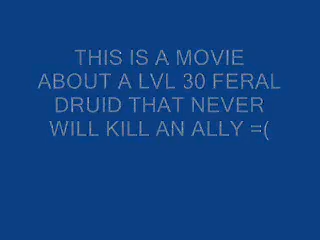 THIS IS A MOVIE
ABOUT A LVL 30 FERAL
DRUID THAT NEVER
WILL KILL AN ALLY =(